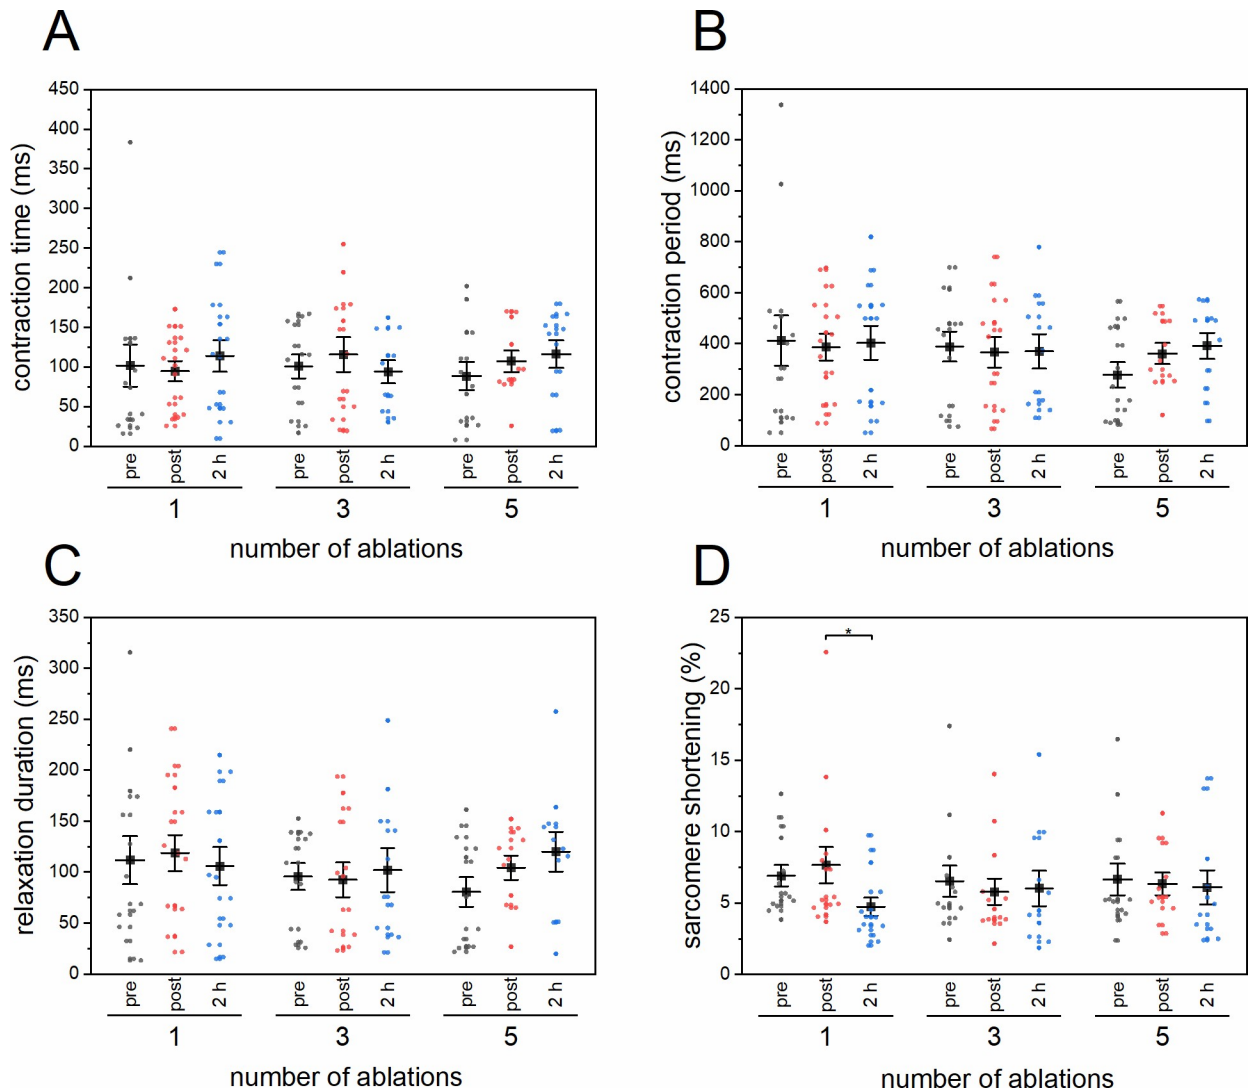 A
450
400
350
300
250
200
150
100
50
0
contraction time (ms)
pre
post
2 h
pre
post
2 h
pre
post
2 h
1
3
5
number of ablations
B
1400
1200
1000
800
600
400
200
0
contraction period (ms)
pre
post
2 h
pre
post
2 h
pre
post
2 h
1
3
5
number of ablations
C
350
300
250
200
150
100
50
0
relaxation duration (ms)
pre
post
2 h
pre
post
2 h
pre
post
2 h
1
3
5
number of ablations
D
25
20
15
10
5
0
sarcomere shortening (%)
*
pre
post
2 h
pre
post
2 h
pre
post
2 h
1
3
5
number of ablations